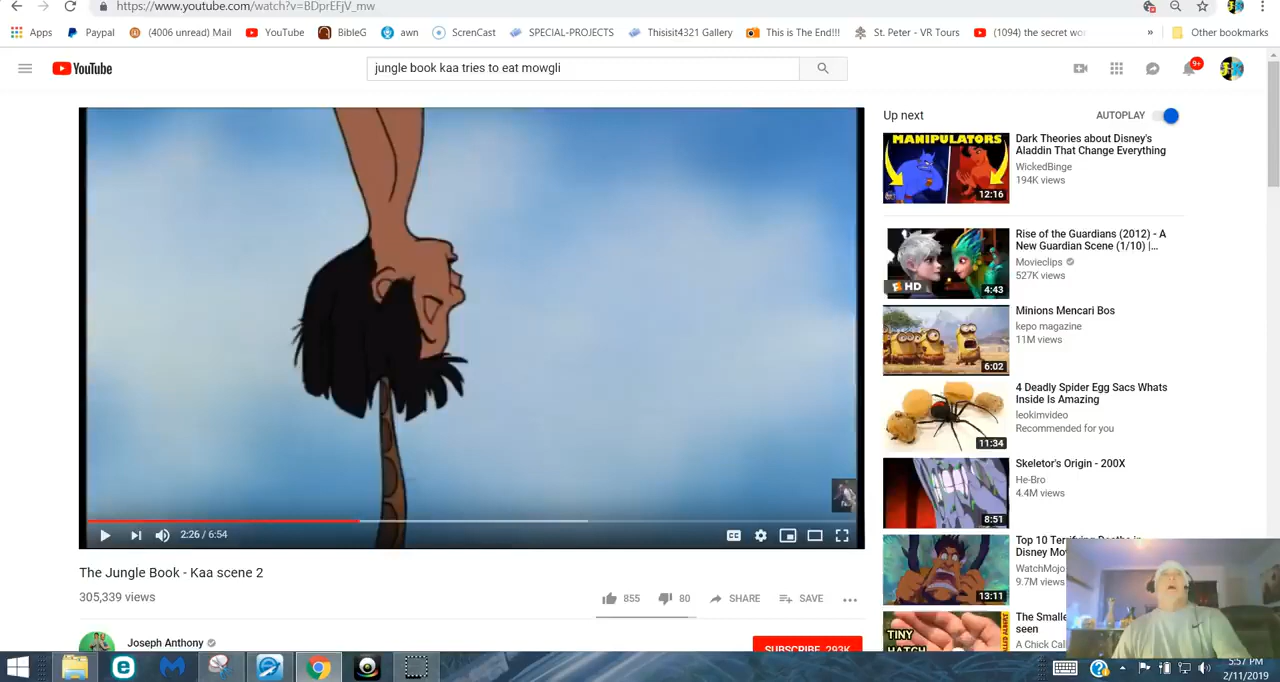 https://www.youtube.com/watch?v=BDprEFjV_mw
Apps
Paypal
(4006 unread) Mail
YouTube
BibleG
awn
ScrenCast
SPECIAL-PROJECTS
Thisisit4321 Gallery
This is The End!!!
St. Peter - VR Tours
(1094) the secret wo
»
Other bookmarks
YouTube
jungle book kaa tries to eat mowgli
9+
Up next
AUTOPLAY
MANIPULATORS
12:16
Dark Theories about Disney's
Aladdin That Change Everything
WickedBinge
194K views
HD
4:43
Rise of the Guardians (2012) - A
New Guardian Scene (1/10) |...
Movieclips
527K views
6:02
Minions Mencari Bos
kepo magazine
11M views
11:34
4 Deadly Spider Egg Sacs Whats
Inside Is Amazing
leokimvideo
Recommended for you
8:51
Skeletor's Origin - 200X
He-Bro
4.4M views
13:11
Top 10 Terrifying Deaths in
Disney Mo
WatchMojo
9.7M views
TINY
The Smalle
seen
A Chick Cal
2:26 / 6:54
CC
The Jungle Book - Kaa scene 2
305,339 views
855
80
SHARE
SAVE
Joseph Anthony
SUBSCRIBE 293K
5:57 PM
2/11/2019